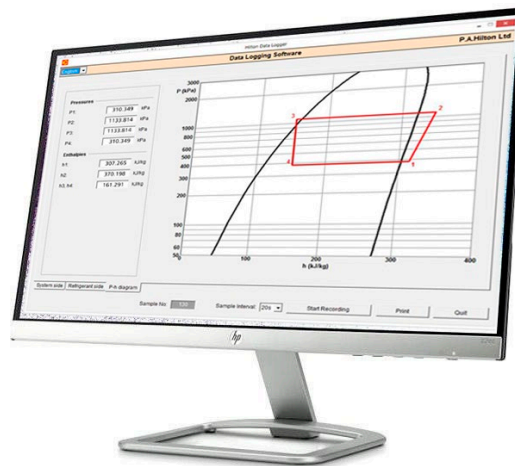 Hilton Data Logger
Data Logging Software
P.A.Hilton Ltd
English
Pressures
P1: 310.349 kPa
P2: 1133.814 kPa
P3: 1133.814 kPa
P4: 310.349 kPa
Enthalpies
h1: 307.265 kJ/kg
h2: 370.190 kJ/kg
h3, h4: 161.291 kJ/kg
P (kPa)
3000
2000
1000
800
600
500
400
300
200
100
80
60
50
0
100
200
300
400
h (kJ/kg)
3
2
4
1
System side
Refrigerant side
P-h diagram
Sample No
Sample Interval:
20s
Start Recording
Print
Quit
hp